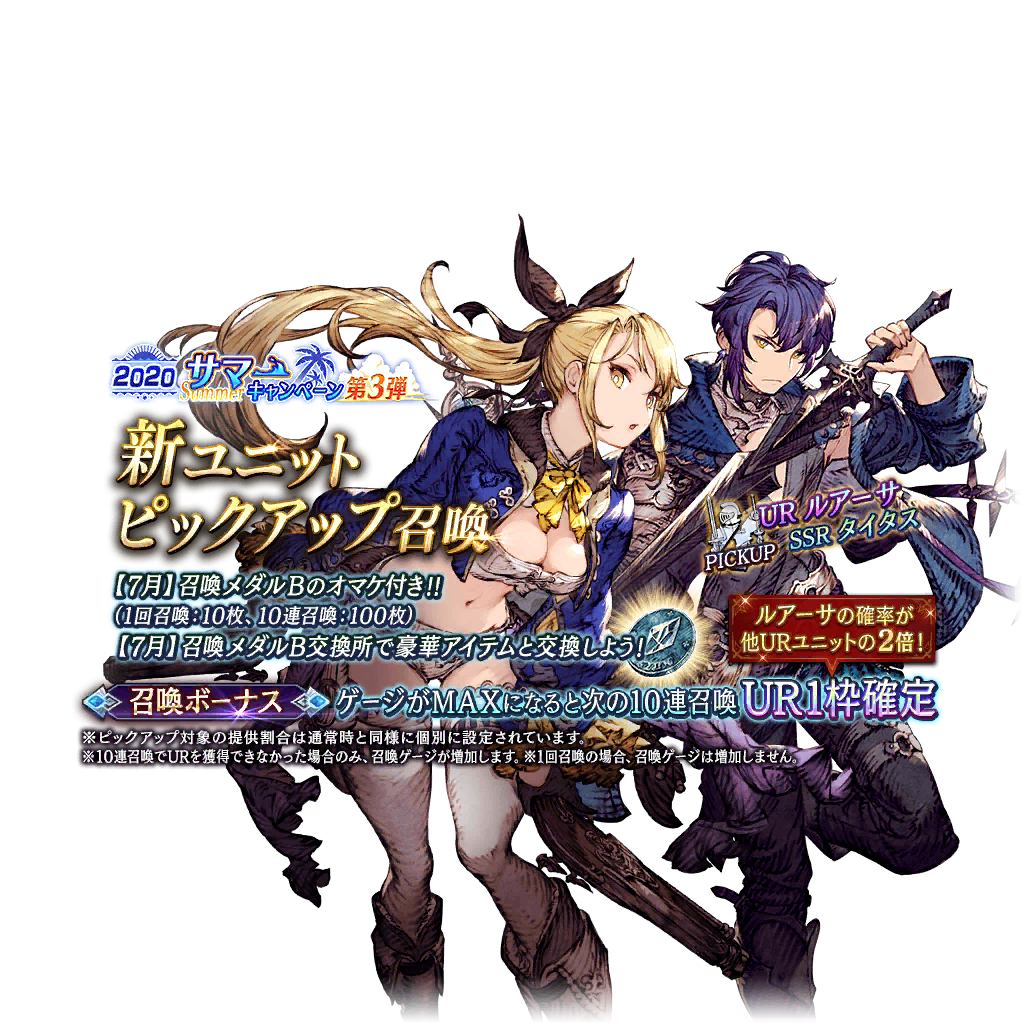 2020 サマー
Summer キャンペーン 第3弾
新ユニット
ピックアップ召喚
UR ルアーサ
SSR タイタス
PICKUP
【7月】召喚メダルBのオマケ付き!!
(1回召喚:10枚、10連召喚:100枚)
【7月】召喚メダルB交換所で豪華アイテムと交換しよう!
ルアーサの確率が
他URユニットの2倍!
召喚ボーナス ゲージがMAXになると次の10連召喚 UR1枠確定
※ピックアップ対象の提供割合は通常時と同様に個別に設定されています。
※10連召喚でURを獲得できなかった場合のみ、召喚ゲージが増加します。※1回召喚の場合、召喚ゲージは増加しません。